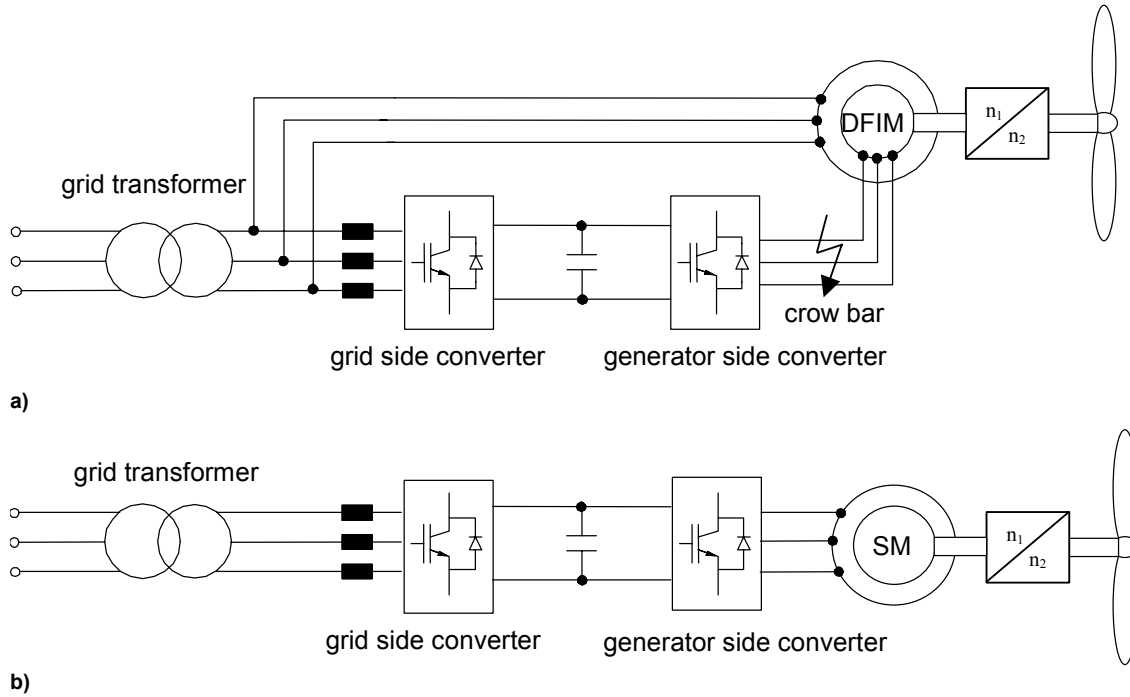 DFIM
n₁
n₂
grid transformer
crow bar
grid side converter
generator side converter
a)
grid transformer
SM
n₁
n₂
grid side converter
generator side converter
b)